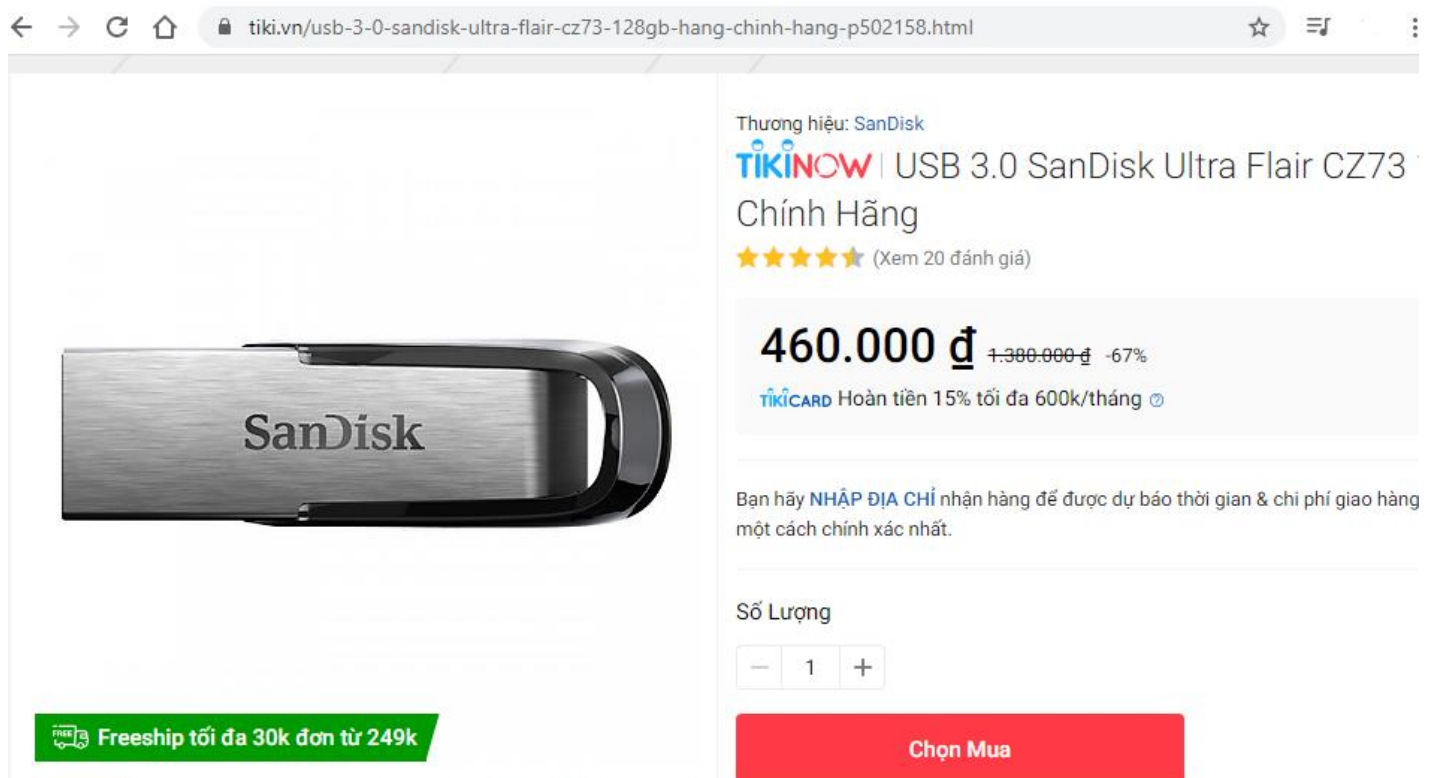 tiki.vn/usb-3-0-sandisk-ultra-flair-cz73-128gb-hang-chinh-hang-p502158.html
Thương hiệu: SanDisk
TIKINOW | USB 3.0 SanDisk Ultra Flair CZ73
Chính Hãng
(Xem 20 đánh giá)
460.000 ₫ 1.380.000 ₫ -67%
TIKICARD Hoàn tiền 15% tối đa 600k/tháng
Bạn hãy NHẬP ĐỊA CHỈ nhận hàng để được dự báo thời gian & chi phí giao hàng
một cách chính xác nhất.
SanDisk
Số Lượng
1
FREE Freeship tối đa 30k đơn từ 249k
Chọn Mua